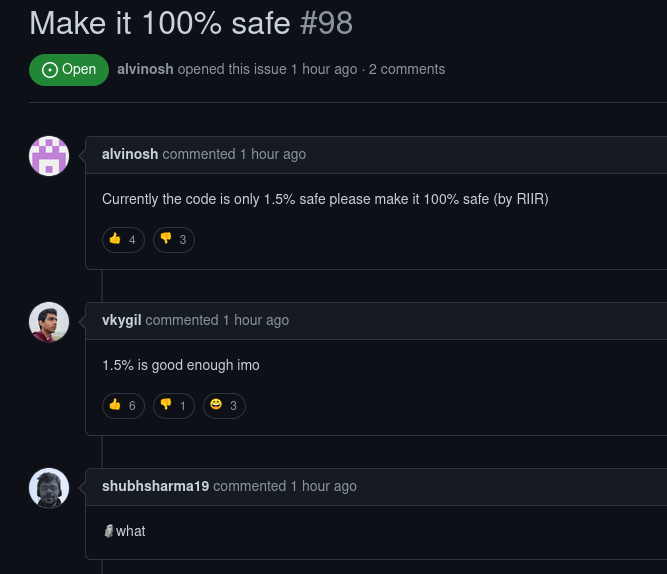 Make it 100% safe #98
Open alvinosh opened this issue 1 hour ago · 2 comments
alvinosh commented 1 hour ago
Currently the code is only 1.5% safe please make it 100% safe (by RIIR)
👍 4 👎 3
vkygil commented 1 hour ago
1.5% is good enough imo
👍 6 👎 1 😄 3
shubhsharma19 commented 1 hour ago
🗿what